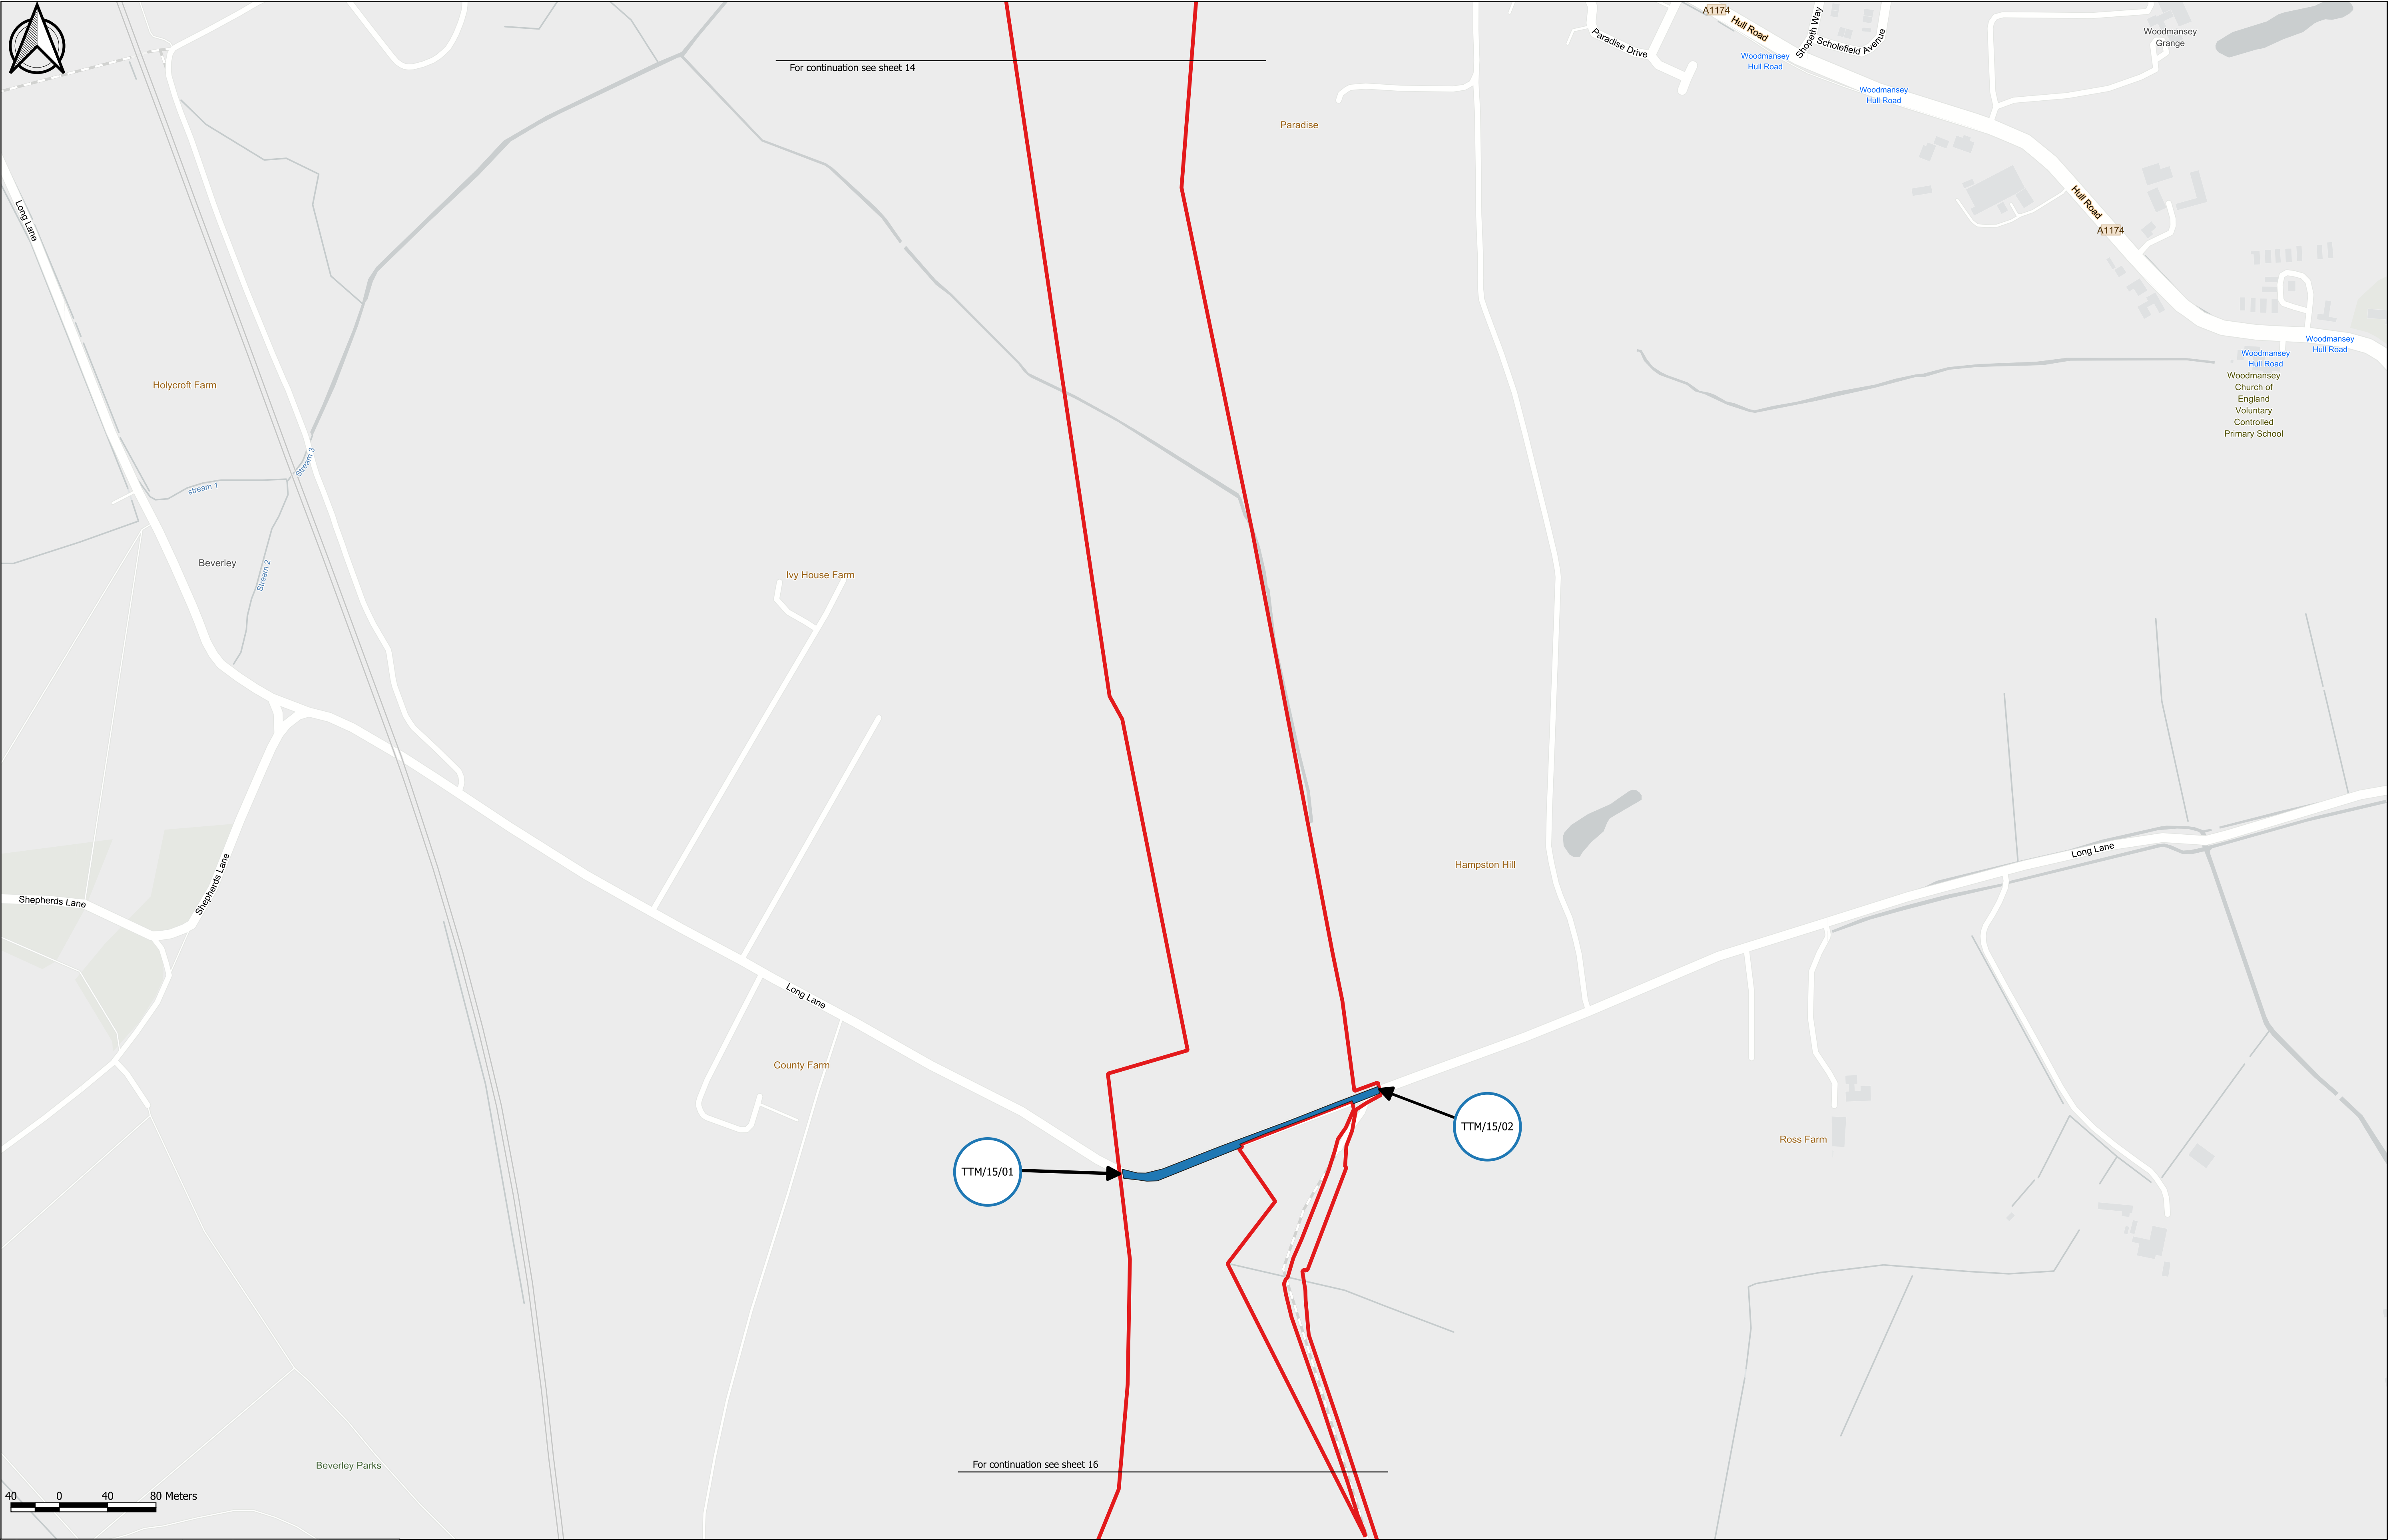 A1174
Hull Road
Shopeth Way
Scholefield Avenue
Paradise Drive
Woodmansey
Hull Road
Woodmansey
Grange
For continuation see sheet 14
Woodmansey
Hull Road
Paradise
Long Lane
Hull Road
A1174
Woodmansey
Hull Road
Woodmansey
Hull Road
Woodmansey
Church of
England
Voluntary
Controlled
Primary School
Holycroft Farm
Stream 3
stream 1
Beverley
Stream 2
Ivy House Farm
Long Lane
Hampston Hill
Shepherds Lane
Shepherds Lane
Long Lane
County Farm
TTM/15/02
Ross Farm
TTM/15/01
For continuation see sheet 16
Beverley Parks
40 0 40 80 Meters